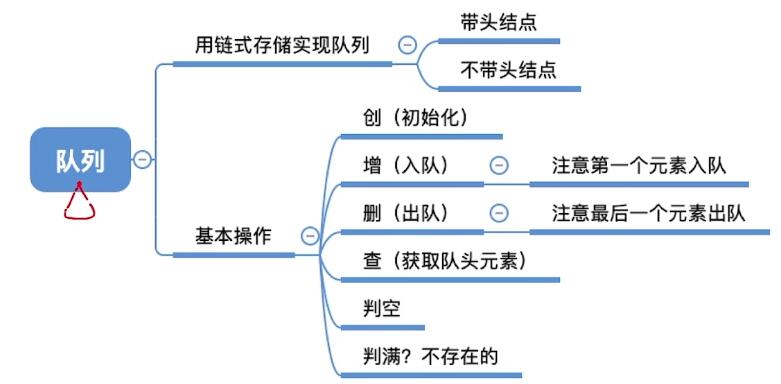 队列
用链式存储实现队列
带头结点
不带头结点
基本操作
创（初始化）
增（入队）
注意第一个元素入队
删（出队）
注意最后一个元素出队
查（获取队头元素）
判空
判满？不存在的